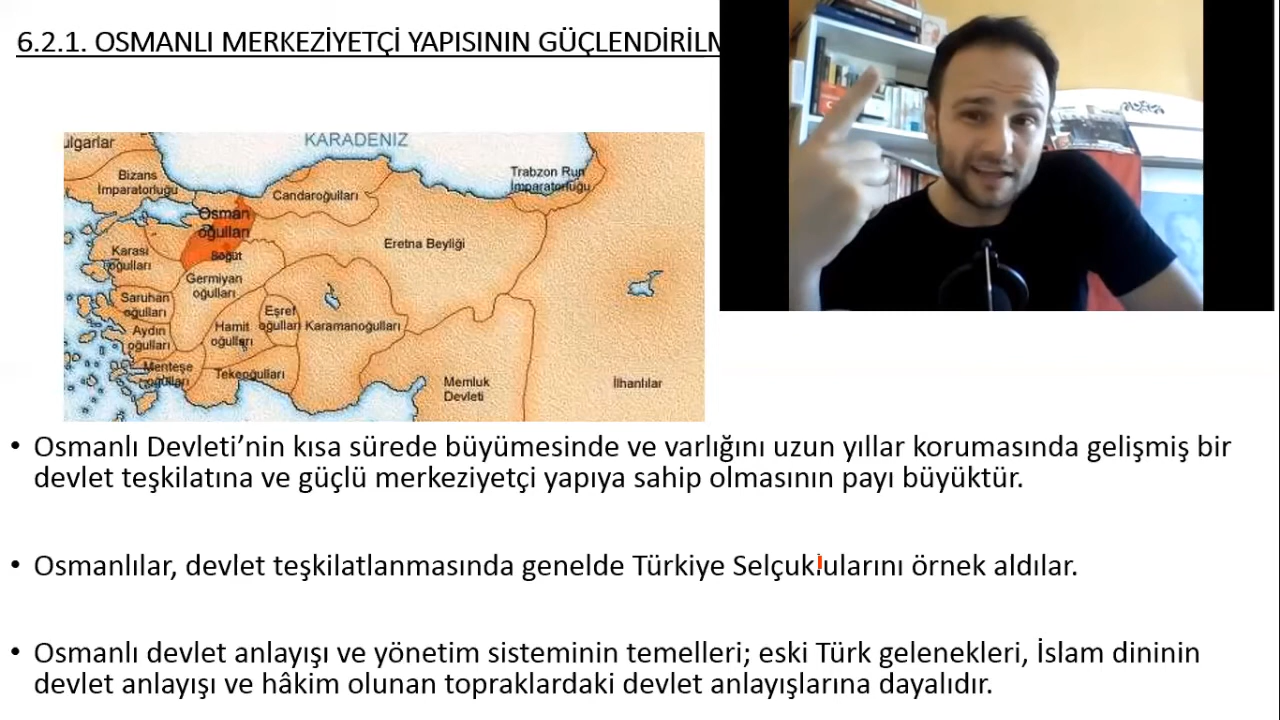 6.2.1. OSMANLI MERKEZİYETÇİ YAPISININ GÜÇLENDİRİLM
KARADENİZ
ulgarlar
Bizans
İmparatorluğu
Trabzon Rum
İmparatorluğu
Candaroğulları
Osman
oğulları
Eretna Beyliği
Karası
oğulları
Söğüt
Germiyan
oğulları
Saruhan
oğulları
Eşref
oğulları
Karamanoğulları
Aydın
oğulları
Hamit
oğulları
Menteşe
oğulları
Tekeoğulları
Memluk
Devleti
İlhanlılar
• Osmanlı Devleti’nin kısa sürede büyümesinde ve varlığını uzun yıllar korumasında gelişmiş bir
devlet teşkilatına ve güçlü merkeziyetçi yapıya sahip olmasının payı büyüktür.
• Osmanlılar, devlet teşkilatlanmasında genelde Türkiye Selçuklularını örnek aldılar.
• Osmanlı devlet anlayışı ve yönetim sisteminin temelleri; eski Türk gelenekleri, İslam dininin
devlet anlayışı ve hâkim olunan topraklardaki devlet anlayışlarına dayalıdır.